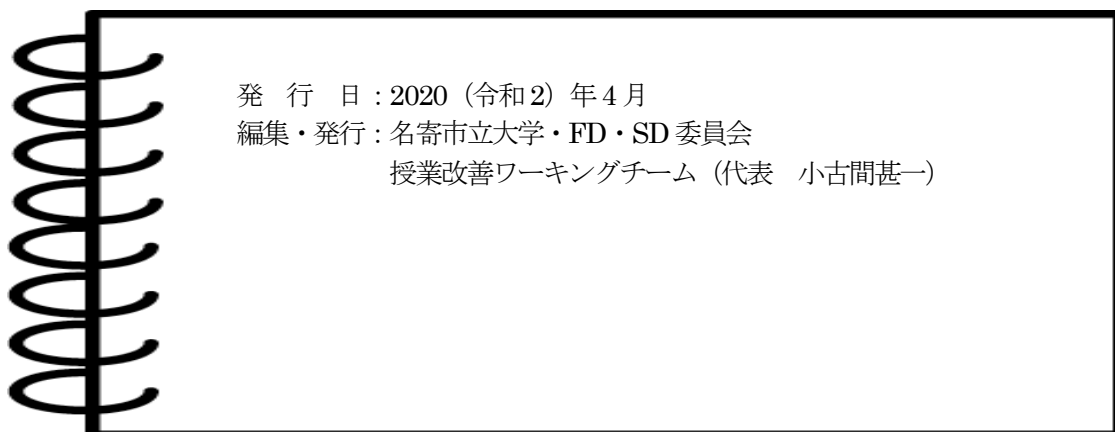 発　行　日：2020（令和2）年4月
編集・発行：名寄市立大学・FD・SD委員会
授業改善ワーキングチーム（代表　小古間甚一）